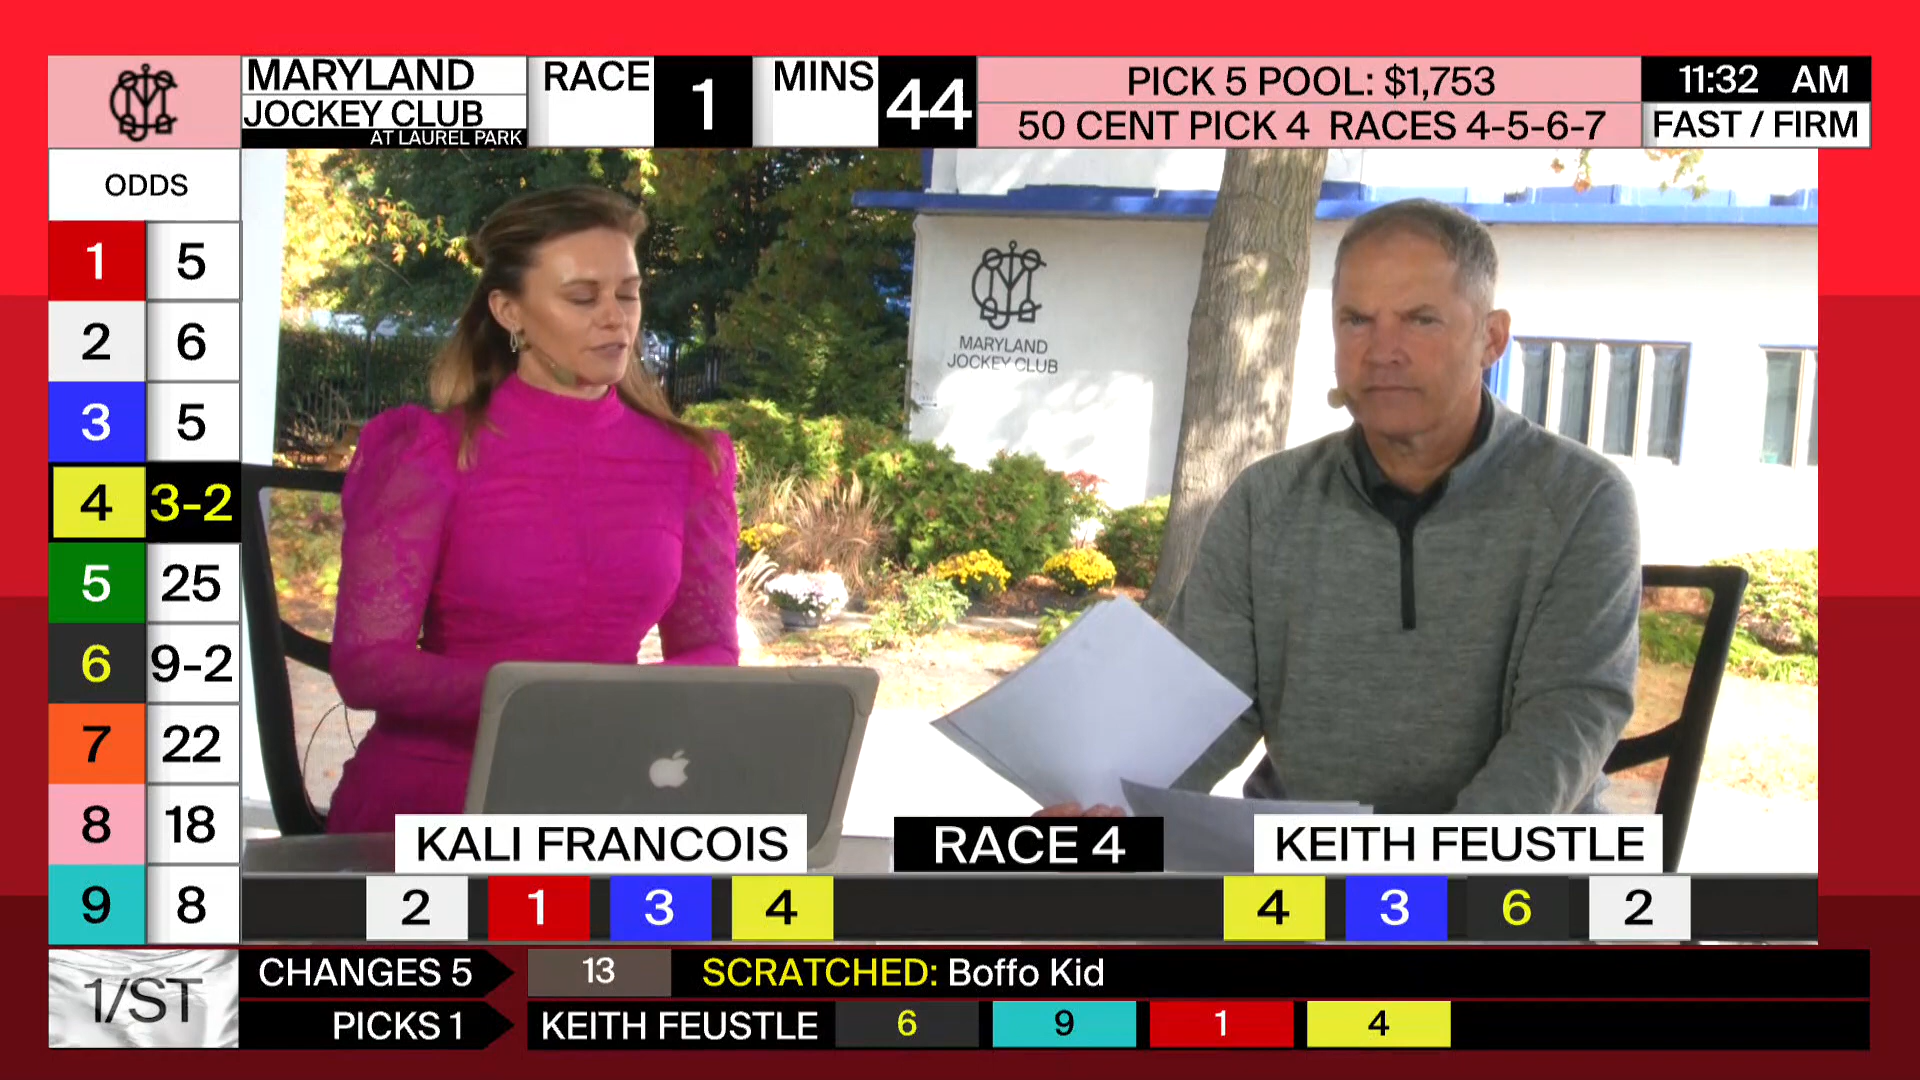 MARYLAND
JOCKEY CLUB
AT LAUREL PARK
RACE 1
MINS 44
PICK 5 POOL: $1,753
50 CENT PICK 4 RACES 4-5-6-7
11:32 AM
FAST / FIRM
ODDS
1 5
2 6
3 5
4 3-2
5 25
6 9-2
7 22
8 18
9 8
MARYLAND
JOCKEY CLUB
KALI FRANCOIS
RACE 4
KEITH FEUSTLE
2 1 3 4
4 3 6 2
1/ST
CHANGES 5 13 SCRATCHED: Boffo Kid
PICKS 1 KEITH FEUSTLE 6 9 1 4